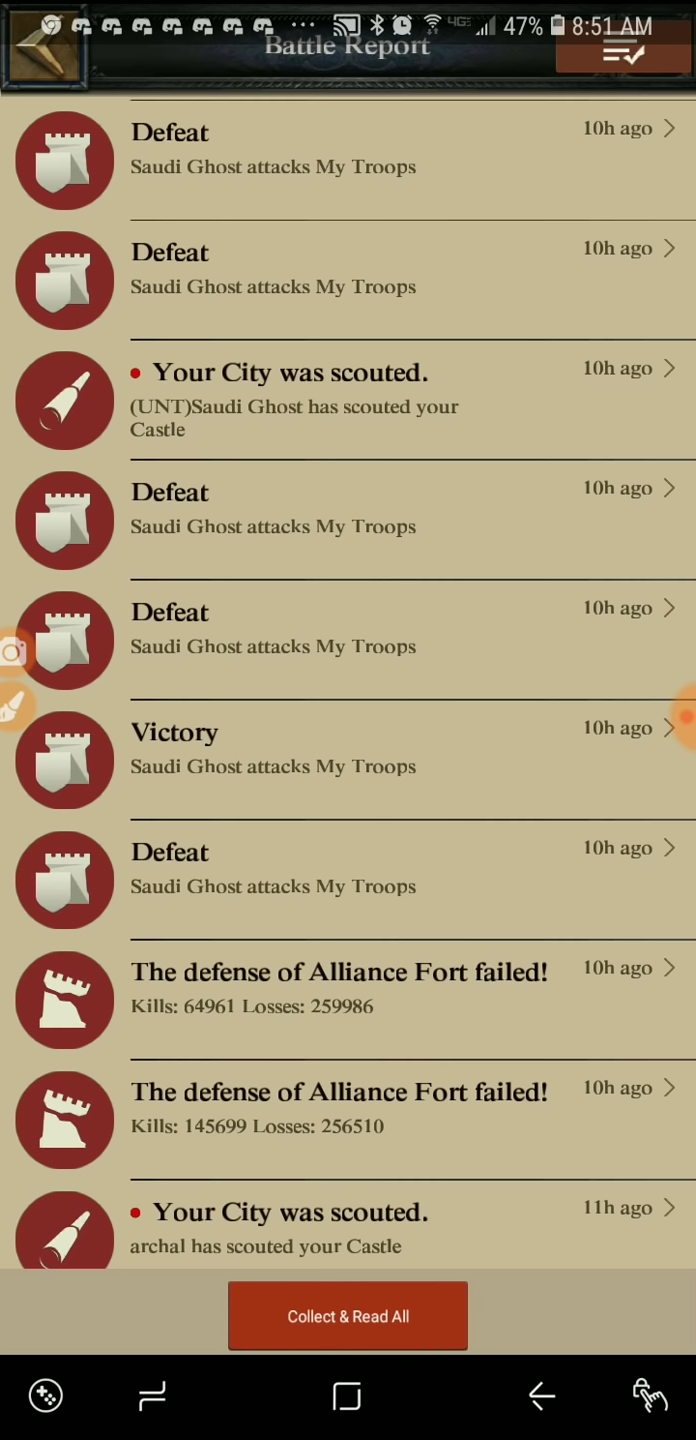 47% 8:51 AM
Battle Report
Defeat
10h ago
Saudi Ghost attacks My Troops
Defeat
10h ago
Saudi Ghost attacks My Troops
Your City was scouted.
10h ago
(UNT)Saudi Ghost has scouted your
Castle
Defeat
10h ago
Saudi Ghost attacks My Troops
Defeat
10h ago
Saudi Ghost attacks My Troops
Victory
10h ago
Saudi Ghost attacks My Troops
Defeat
10h ago
Saudi Ghost attacks My Troops
The defense of Alliance Fort failed!
10h ago
Kills: 64961 Losses: 259986
The defense of Alliance Fort failed!
10h ago
Kills: 145699 Losses: 256510
Your City was scouted.
11h ago
archal has scouted your Castle
Collect & Read All